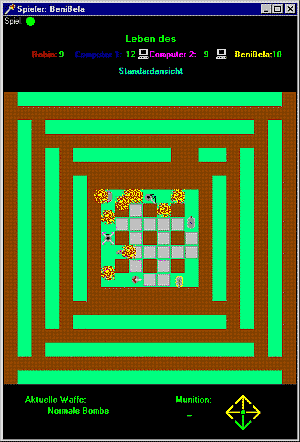 Spieler: BeniBela
Spiel
Leben des
Robin: 9 Computer 1: 12 Computer 2: 9 BeniBela: 10
Standardansicht
Aktuelle Waffe: Munition:
Normale Bombe